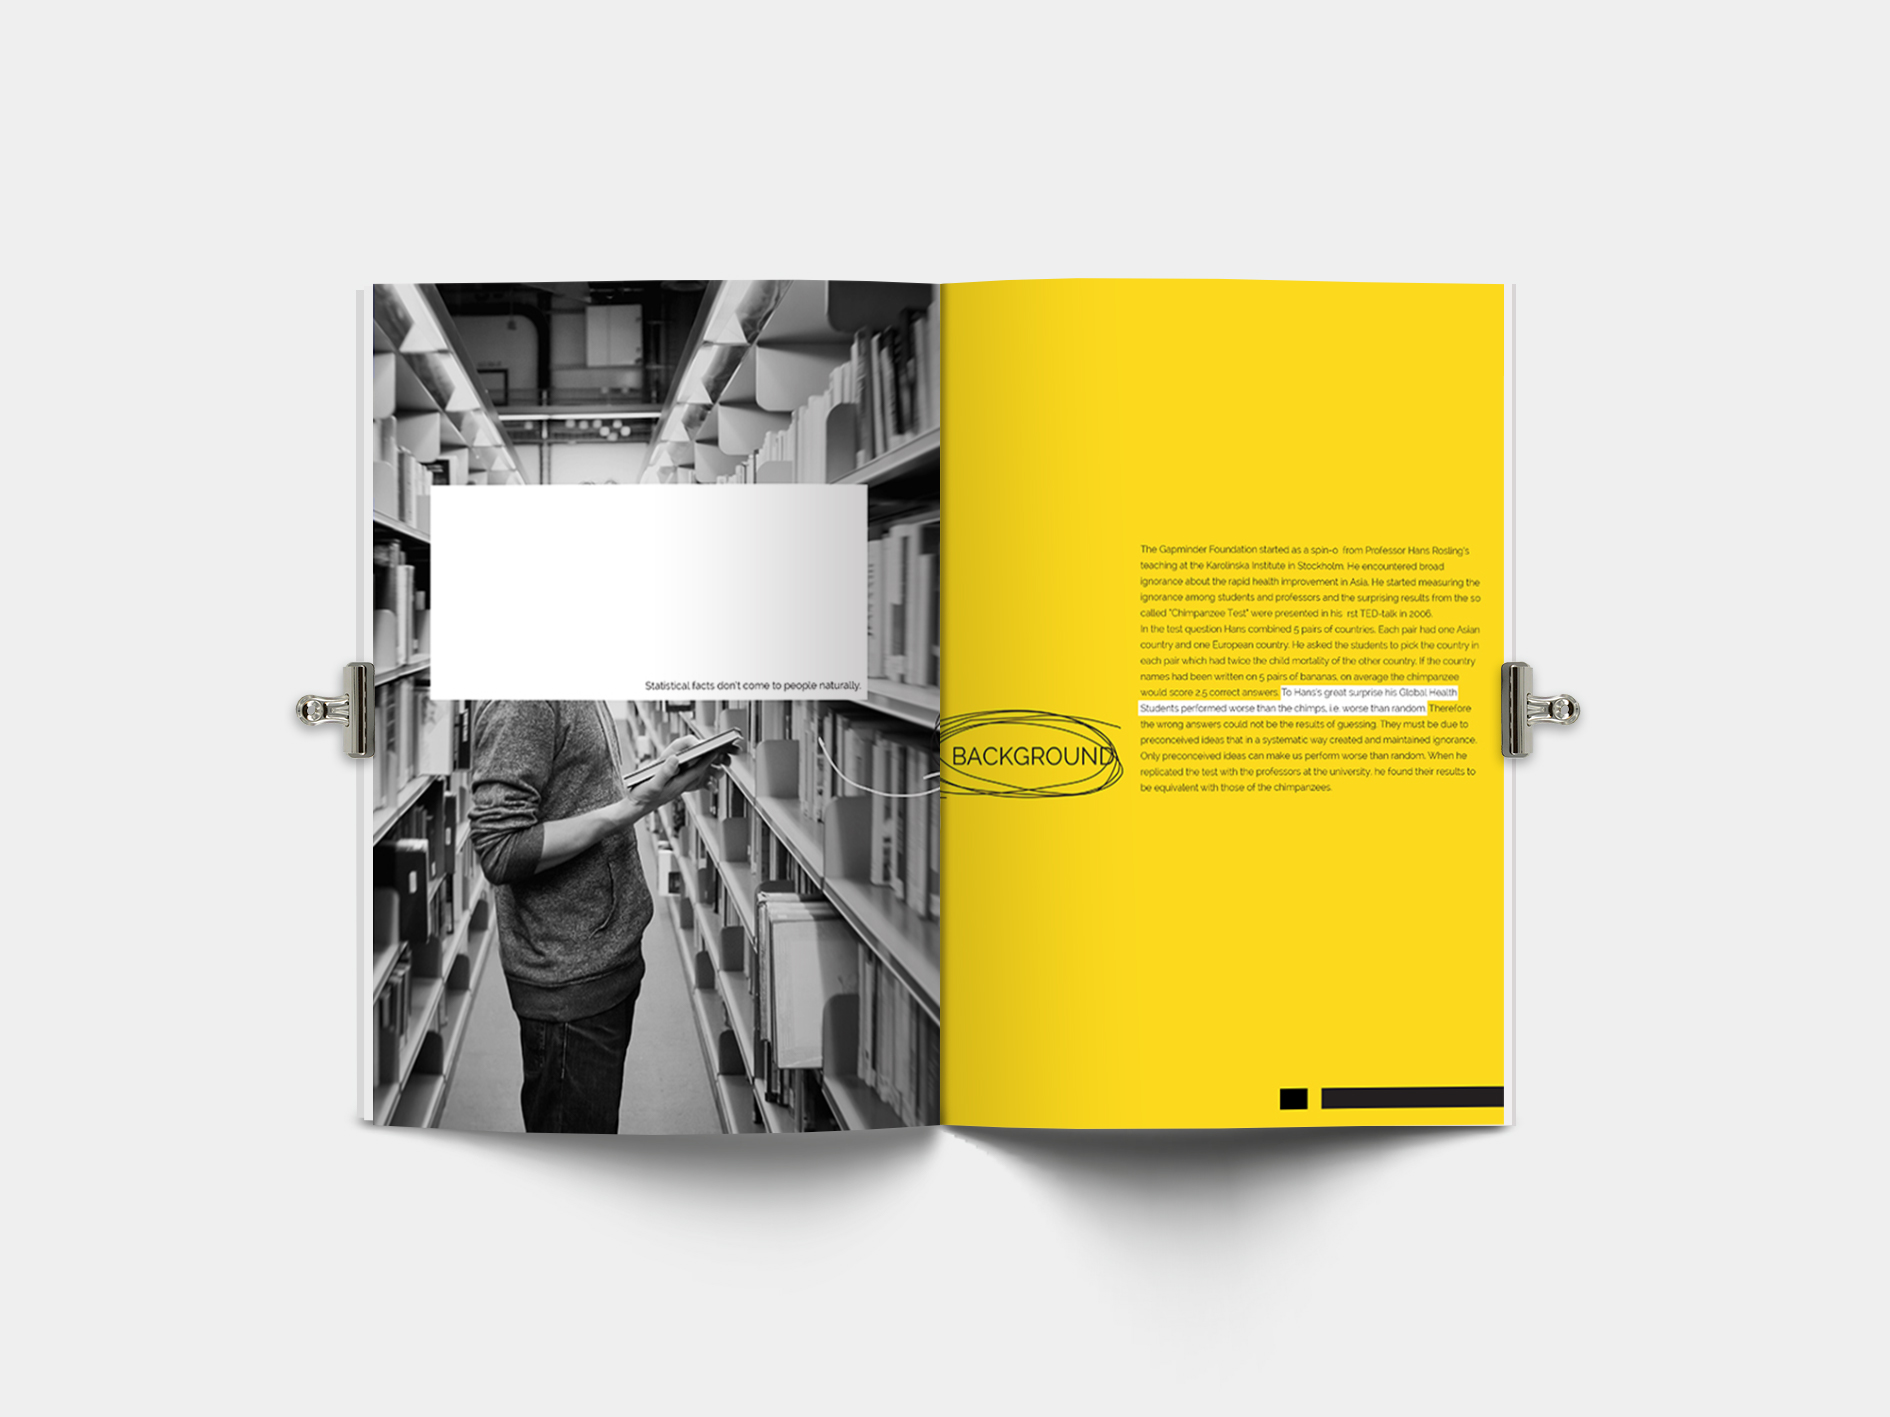 Statistical facts don't come to people naturally.
BACKGROUND
The Gapminder Foundation started as a spin-o from Professor Hans Rosling's
teaching at the Karolinska Institute in Stockholm. He encountered broad
ignorance about the rapid health improvement in Asia. He started measuring the
ignorance among students and professors and the surprising results from the so
called "Chimpanzee Test" were presented in his rst TED-talk in 2006.
In the test question Hans combined 5 pairs of countries. Each pair had one Asian
country and one European country. He asked the students to pick the country in
each pair which had twice the child mortality of the other country. If the country
names had been written on 5 pairs of bananas, on average the chimpanzee
would score 2.5 correct answers. To Hans's great surprise his Global Health
Students performed worse than the chimps, i.e. worse than random. Therefore
the wrong answers could not be the results of guessing. They must be due to
preconceived ideas that in a systematic way created and maintained ignorance.
Only preconceived ideas can make us perform worse than random. When he
replicated the test with the professors at the university, he found their results to
be equivalent with those of the chimpanzees.